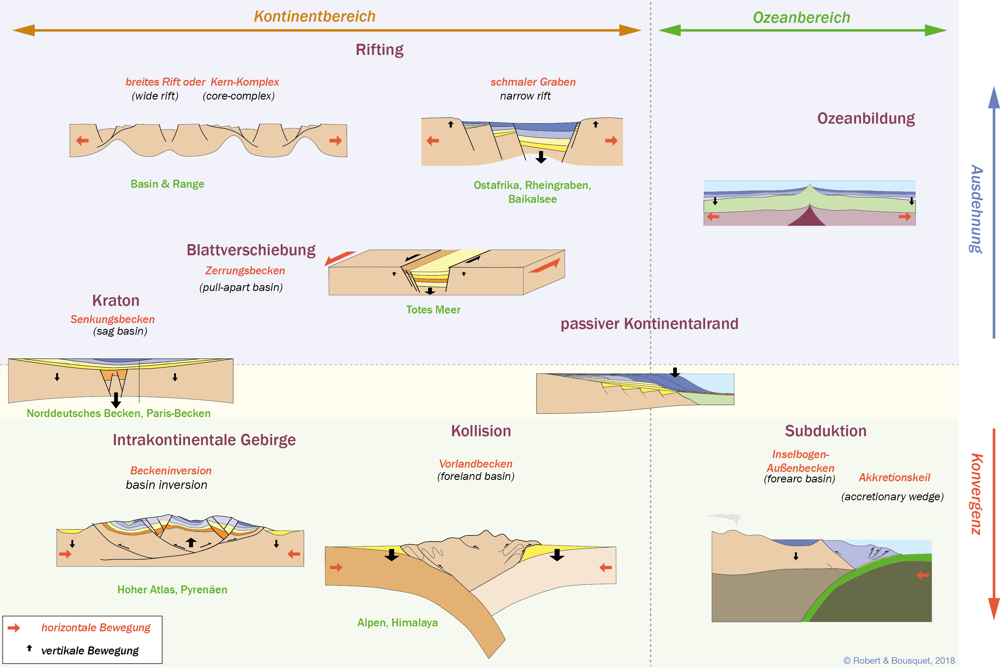 Kontinentbereich
Ozeanbereich
Rifting
breites Rift oder Kern-Komplex
(wide rift) (core-complex)
schmaler Graben
narrow rift
Ozeanbildung
Basin & Range
Ostafrika, Rheingraben,
Baikalsee
Ausdehnung
Blattverschiebung
Zerrungsbecken
(pull-apart basin)
Totes Meer
Kraton
Senkungsbecken
(sag basin)
passiver Kontinentalrand
Norddeutsches Becken, Paris-Becken
Intrakontinentale Gebirge
Beckeninversion
basin inversion
Hoher Atlas, Pyrenäen
Kollision
Vorlandbecken
(foreland basin)
Alpen, Himalaya
Subduktion
Inselbogen-
Außenbecken
(forearc basin)
Akkretionskeil
(accretionary wedge)
Konvergenz
horizontale Bewegung
vertikale Bewegung
© Robert & Bousquet, 2018